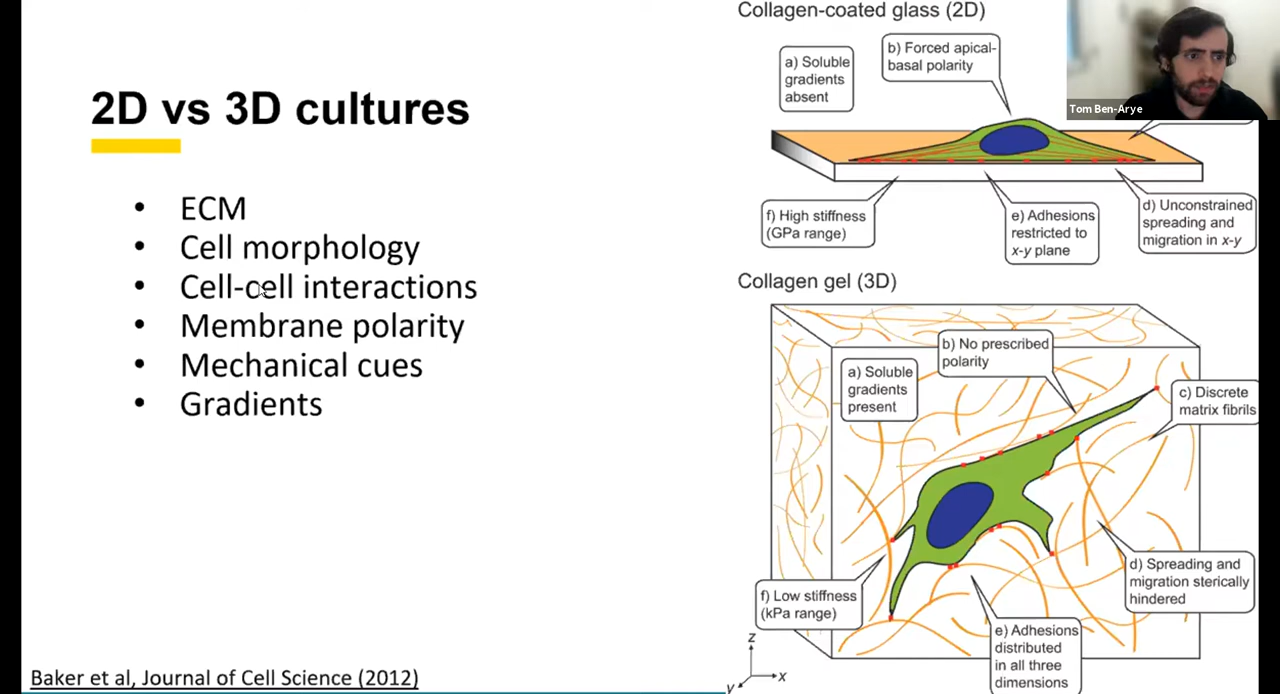 2D vs 3D cultures
• ECM
• Cell morphology
• Cell-cell interactions
• Membrane polarity
• Mechanical cues
• Gradients
Baker et al, Journal of Cell Science (2012)
Collagen-coated glass (2D)
a) Soluble
gradients
absent
b) Forced apical-
basal polarity
Tom Ben-Arye
f) High stiffness
(GPa range)
e) Adhesions
restricted to
x-y plane
d) Unconstrained
spreading and
migration in x-y
Collagen gel (3D)
b) No prescribed
polarity
a) Soluble
gradients
present
c) Discrete
matrix fibrils
d) Spreading and
migration sterically
hindered
f) Low stiffness
(kPa range)
e) Adhesions
distributed
in all three
dimensions
z
x
y